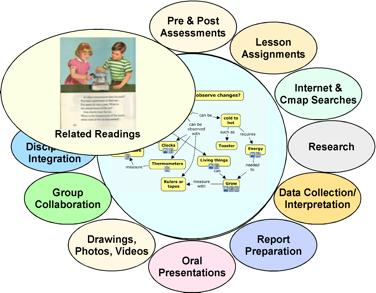 Pre & Post
Assessments
Lesson
Assignments
Internet &
Cmap Searches
Research
Data Collection/
Interpretation
Report
Preparation
Oral
Presentations
Drawings,
Photos, Videos
Group
Collaboration
Integration
Related Readings
observe changes?
can be
can be
observed
with
cold to
hot
such as
requires
Clocks
Toaster
Energy
Thermometers
Living things
can
needed
to
measure
Rulers or
tapes
measure
with
Grow